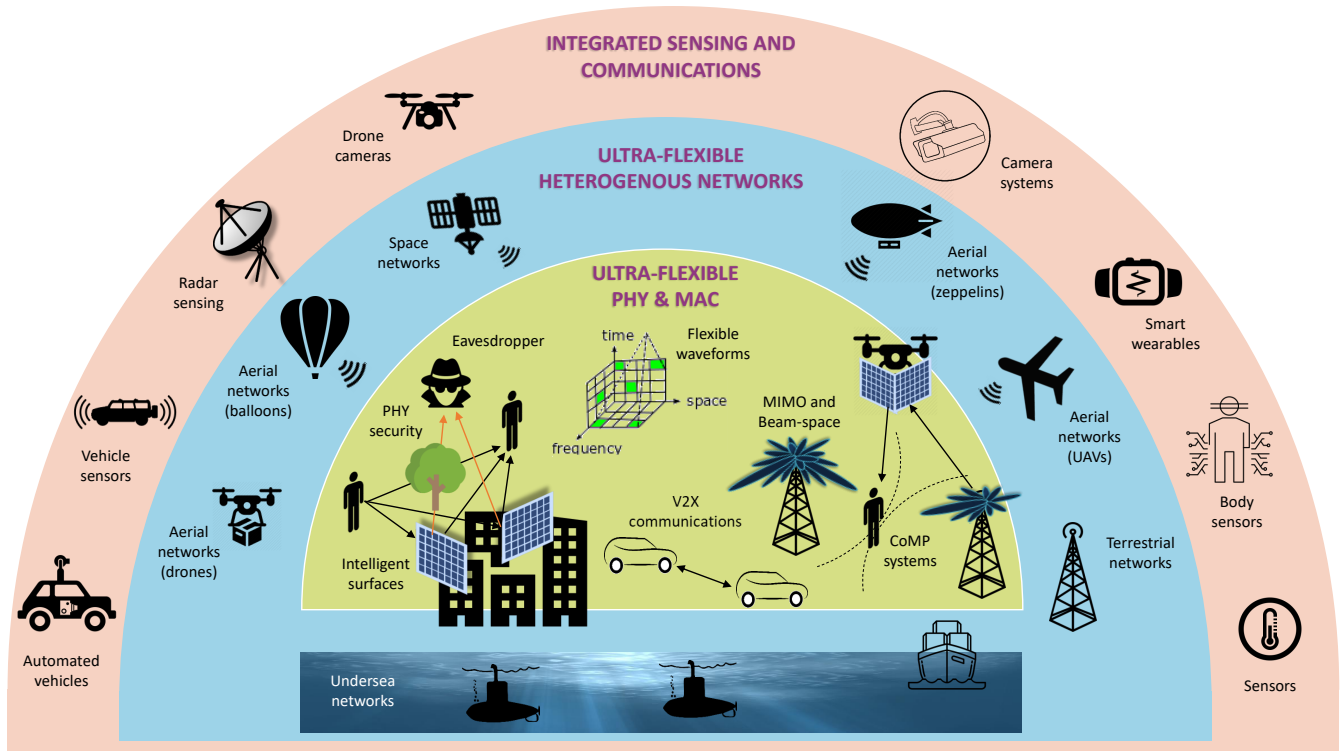 INTEGRATED SENSING AND
COMMUNICATIONS
Drone
cameras
Camera
systems
ULTRA-FLEXIBLE
HETEROGENOUS NETWORKS
Radar
sensing
Space
networks
Aerial
networks
(zeppelins)
Smart
wearables
ULTRA-FLEXIBLE
PHY & MAC
Eavesdropper
time
Flexible
waveforms
space
frequency
Aerial
networks
(balloons)
PHY
security
MIMO and
Beam-space
Aerial
networks
(UAVs)
Vehicle
sensors
Body
sensors
Aerial
networks
(drones)
V2X
communications
CoMP
systems
Terrestrial
networks
Intelligent
surfaces
Automated
vehicles
Undersea
networks
Sensors